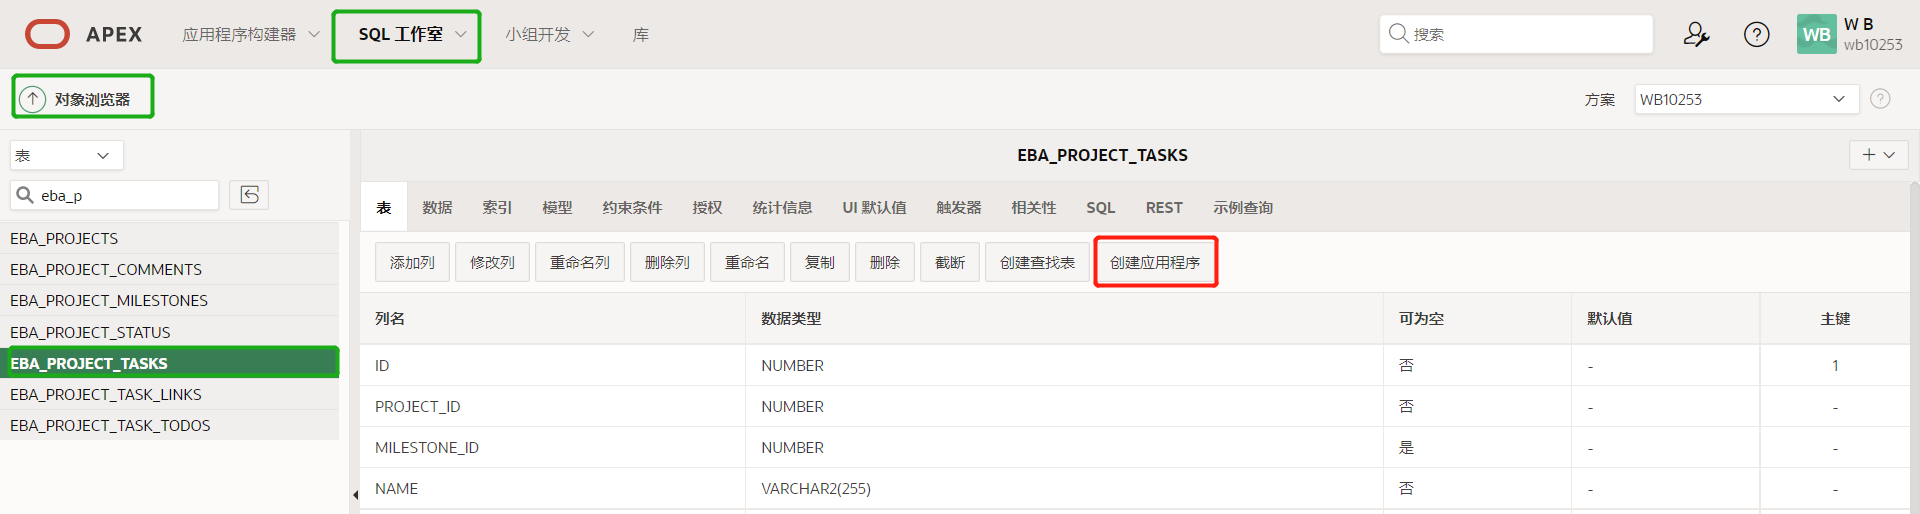 APEX 应用程序构建器 SQL 工作室 小组开发 库 搜索 WB W B
wb10253
对象浏览器 方案 WB10253
表
eba_p
EBA_PROJECTS
EBA_PROJECT_COMMENTS
EBA_PROJECT_MILESTONES
EBA_PROJECT_STATUS
EBA_PROJECT_TASKS
EBA_PROJECT_TASK_LINKS
EBA_PROJECT_TASK_TODOS
EBA_PROJECT_TASKS
表 数据 索引 模型 约束条件 授权 统计信息 UI 默认值 触发器 相关性 SQL REST 示例查询
添加列 修改列 重命名列 删除列 重命名 复制 删除 截断 创建查找表 创建应用程序
列名 数据类型 可为空 默认值 主键
ID NUMBER 否 - 1
PROJECT_ID NUMBER 否 - -
MILESTONE_ID NUMBER 是 - -
NAME VARCHAR2(255) 否 - -